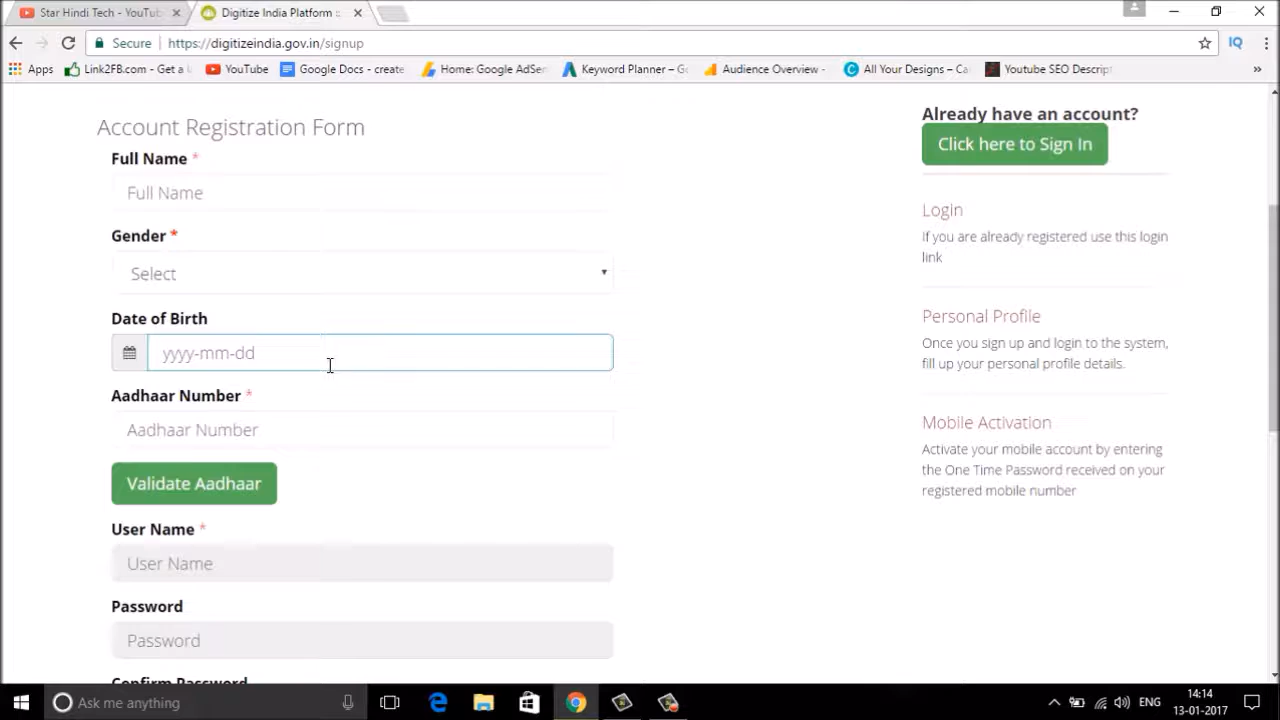 Star Hindi Tech - YouTub
Digitize India Platform ::
Secure
https://digitizeindia.gov.in/signup
Apps
Link2FB.com - Get a L
YouTube
Google Docs - create
Home: Google AdSen
Keyword Planner – Go
Audience Overview -
All Your Designs – Ca
Youtube SEO Descrip
»
Account Registration Form
Full Name *
Full Name
Gender *
Select
Date of Birth
yyyy-mm-dd
Aadhaar Number *
Aadhaar Number
Validate Aadhaar
User Name *
User Name
Password
Password
Confirm Password
Already have an account?
Click here to Sign In
Login
If you are already registered use this login
link
Personal Profile
Once you sign up and login to the system,
fill up your personal profile details.
Mobile Activation
Activate your mobile account by entering
the One Time Password received on your
registered mobile number
Ask me anything
ENG
14:14
13-01-2017